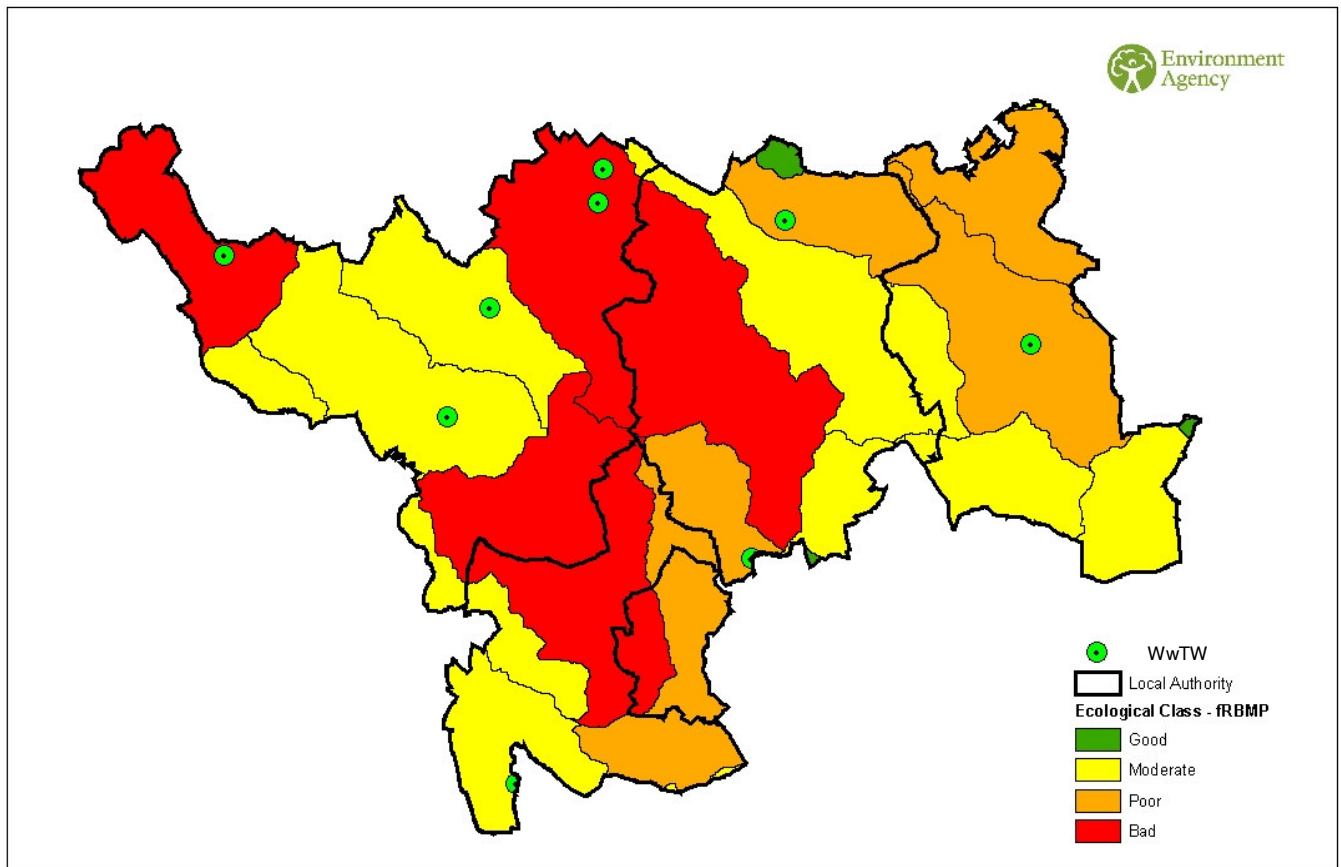 Environment
Agency
WwTW
Local Authority
Ecological Class - fRBMP
Good
Moderate
Poor
Bad